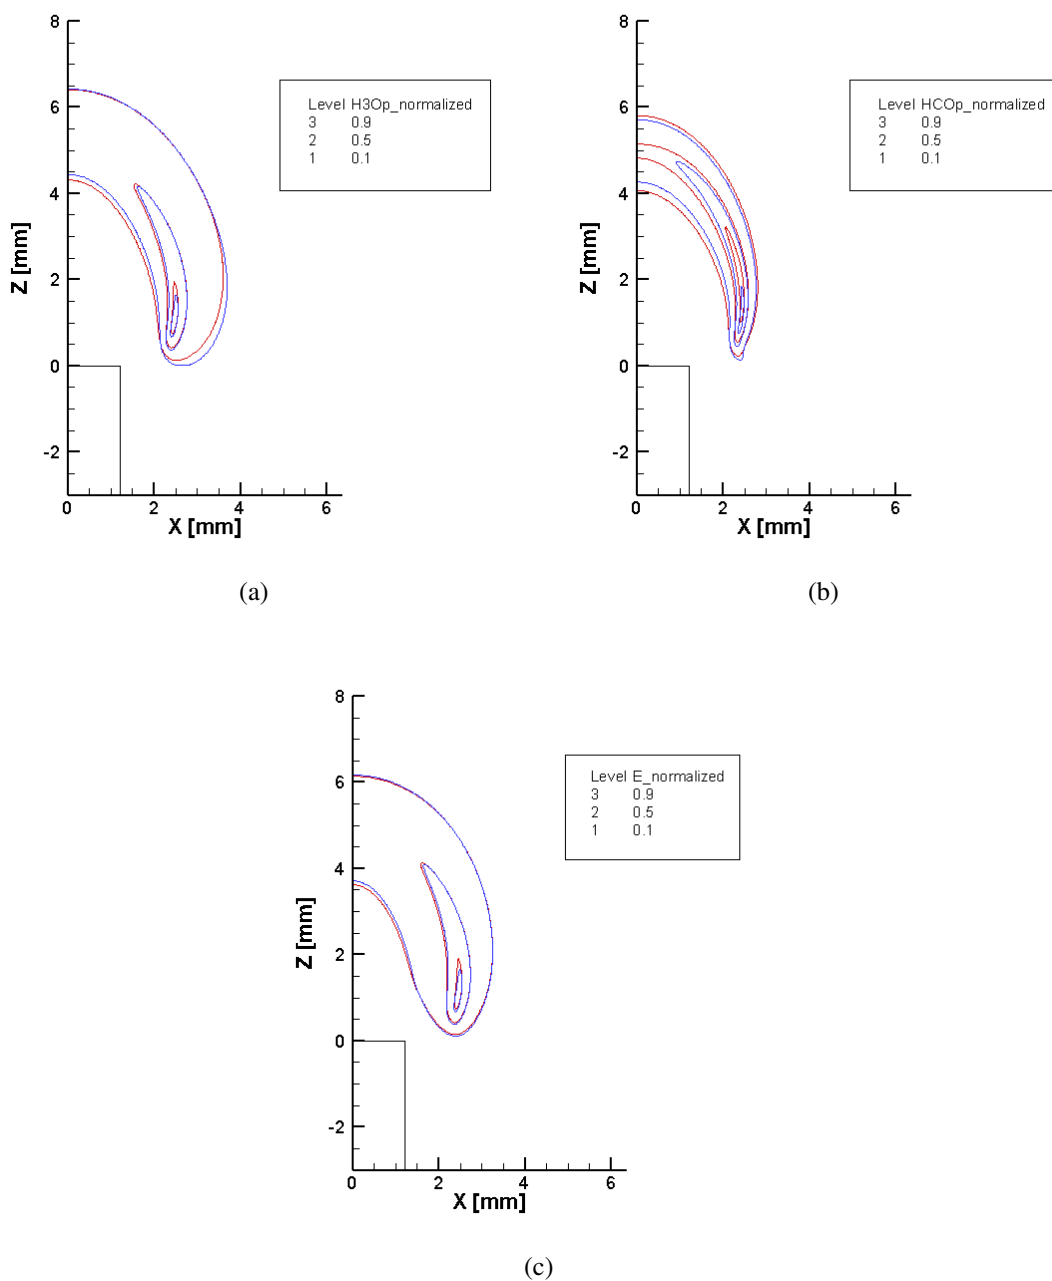 8
6
4
2
0
-2
Z [mm]
0 2 4 6
X [mm]
Level H3Op_normalized
3 0.9
2 0.5
1 0.1
(a)
8
6
4
2
0
-2
Z [mm]
0 2 4 6
X [mm]
Level HCOp_normalized
3 0.9
2 0.5
1 0.1
(b)
8
6
4
2
0
-2
Z [mm]
0 2 4 6
X [mm]
Level E_normalized
3 0.9
2 0.5
1 0.1
(c)